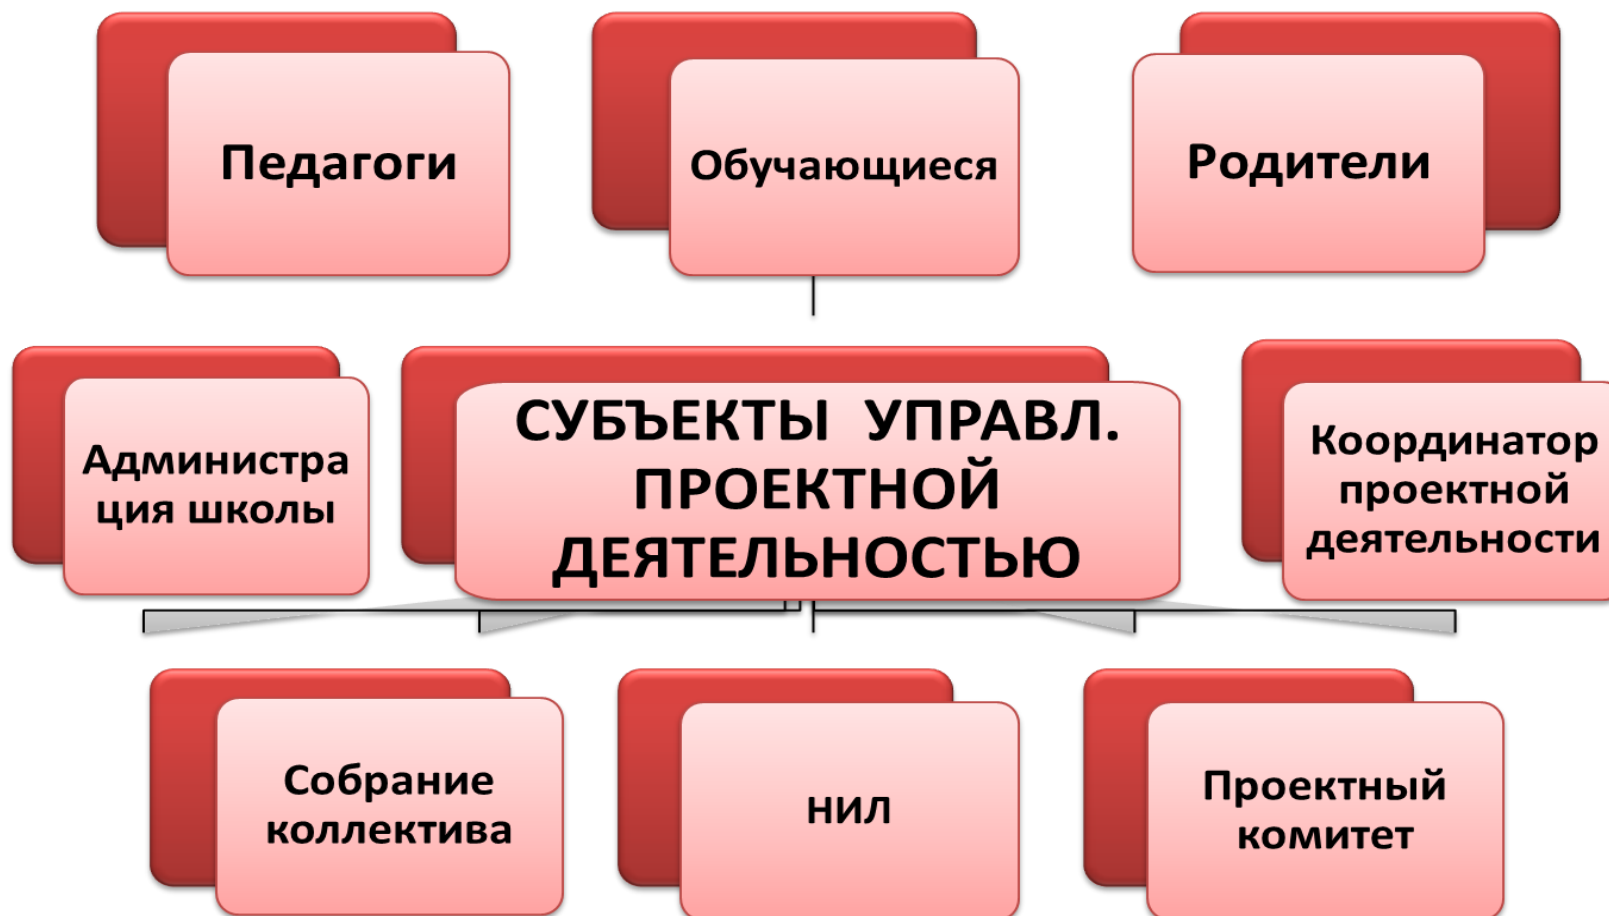 Педагоги
Обучающиеся
Родители
Администра
ция школы
СУБЪЕКТЫ УПРАВЛ.
ПРОЕКТНОЙ
ДЕЯТЕЛЬНОСТЬЮ
Координатор
проектной
деятельности
Собрание
коллектива
НИЛ
Проектный
комитет